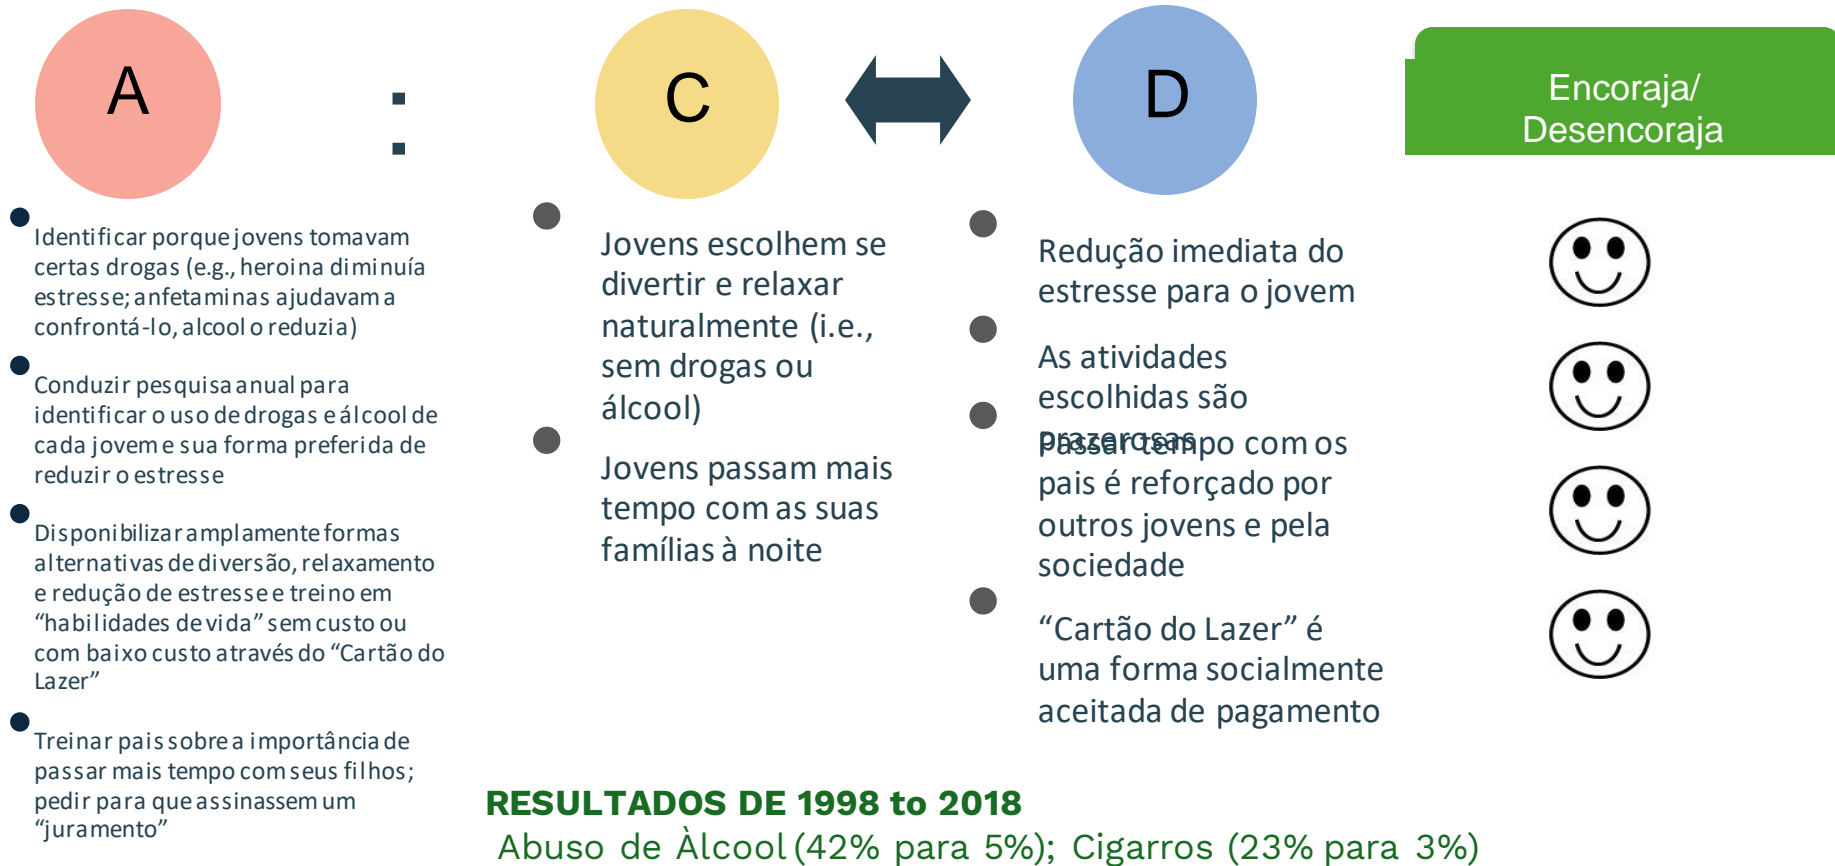 A
:
C
D
Encoraja/
Desencoraja
Identificar porque jovens tomavam
certas drogas (e.g., heroina diminuía
estresse; anfetaminas ajudavam a
confrontá-lo, alcool o reduzia)
Conduzir pesquisa anual para
identificar o uso de drogas e álcool de
cada jovem e sua forma preferida de
reduzir o estresse
Disponibilizar amplamente formas
alternativas de diversão, relaxamento
e redução de estresse e treino em
“habilidades de vida” sem custo ou
com baixo custo através do “Cartão do
Lazer”
Treinar pais sobre a importância de
passar mais tempo com seus filhos;
pedir para que assinassem um
“juramento”
Jovens escolhem se
divertir e relaxar
naturalmente (i.e.,
sem drogas ou
álcool)
Jovens passam mais
tempo com as suas
famílias à noite
Redução imediata do
estresse para o jovem
As atividades
escolhidas são
prazerosas
Passar tempo com os
pais é reforçado por
outros jovens e pela
sociedade
“Cartão do Lazer” é
uma forma socialmente
aceitada de pagamento
RESULTADOS DE 1998 to 2018
Abuso de Àlcool (42% para 5%); Cigarros (23% para 3%)